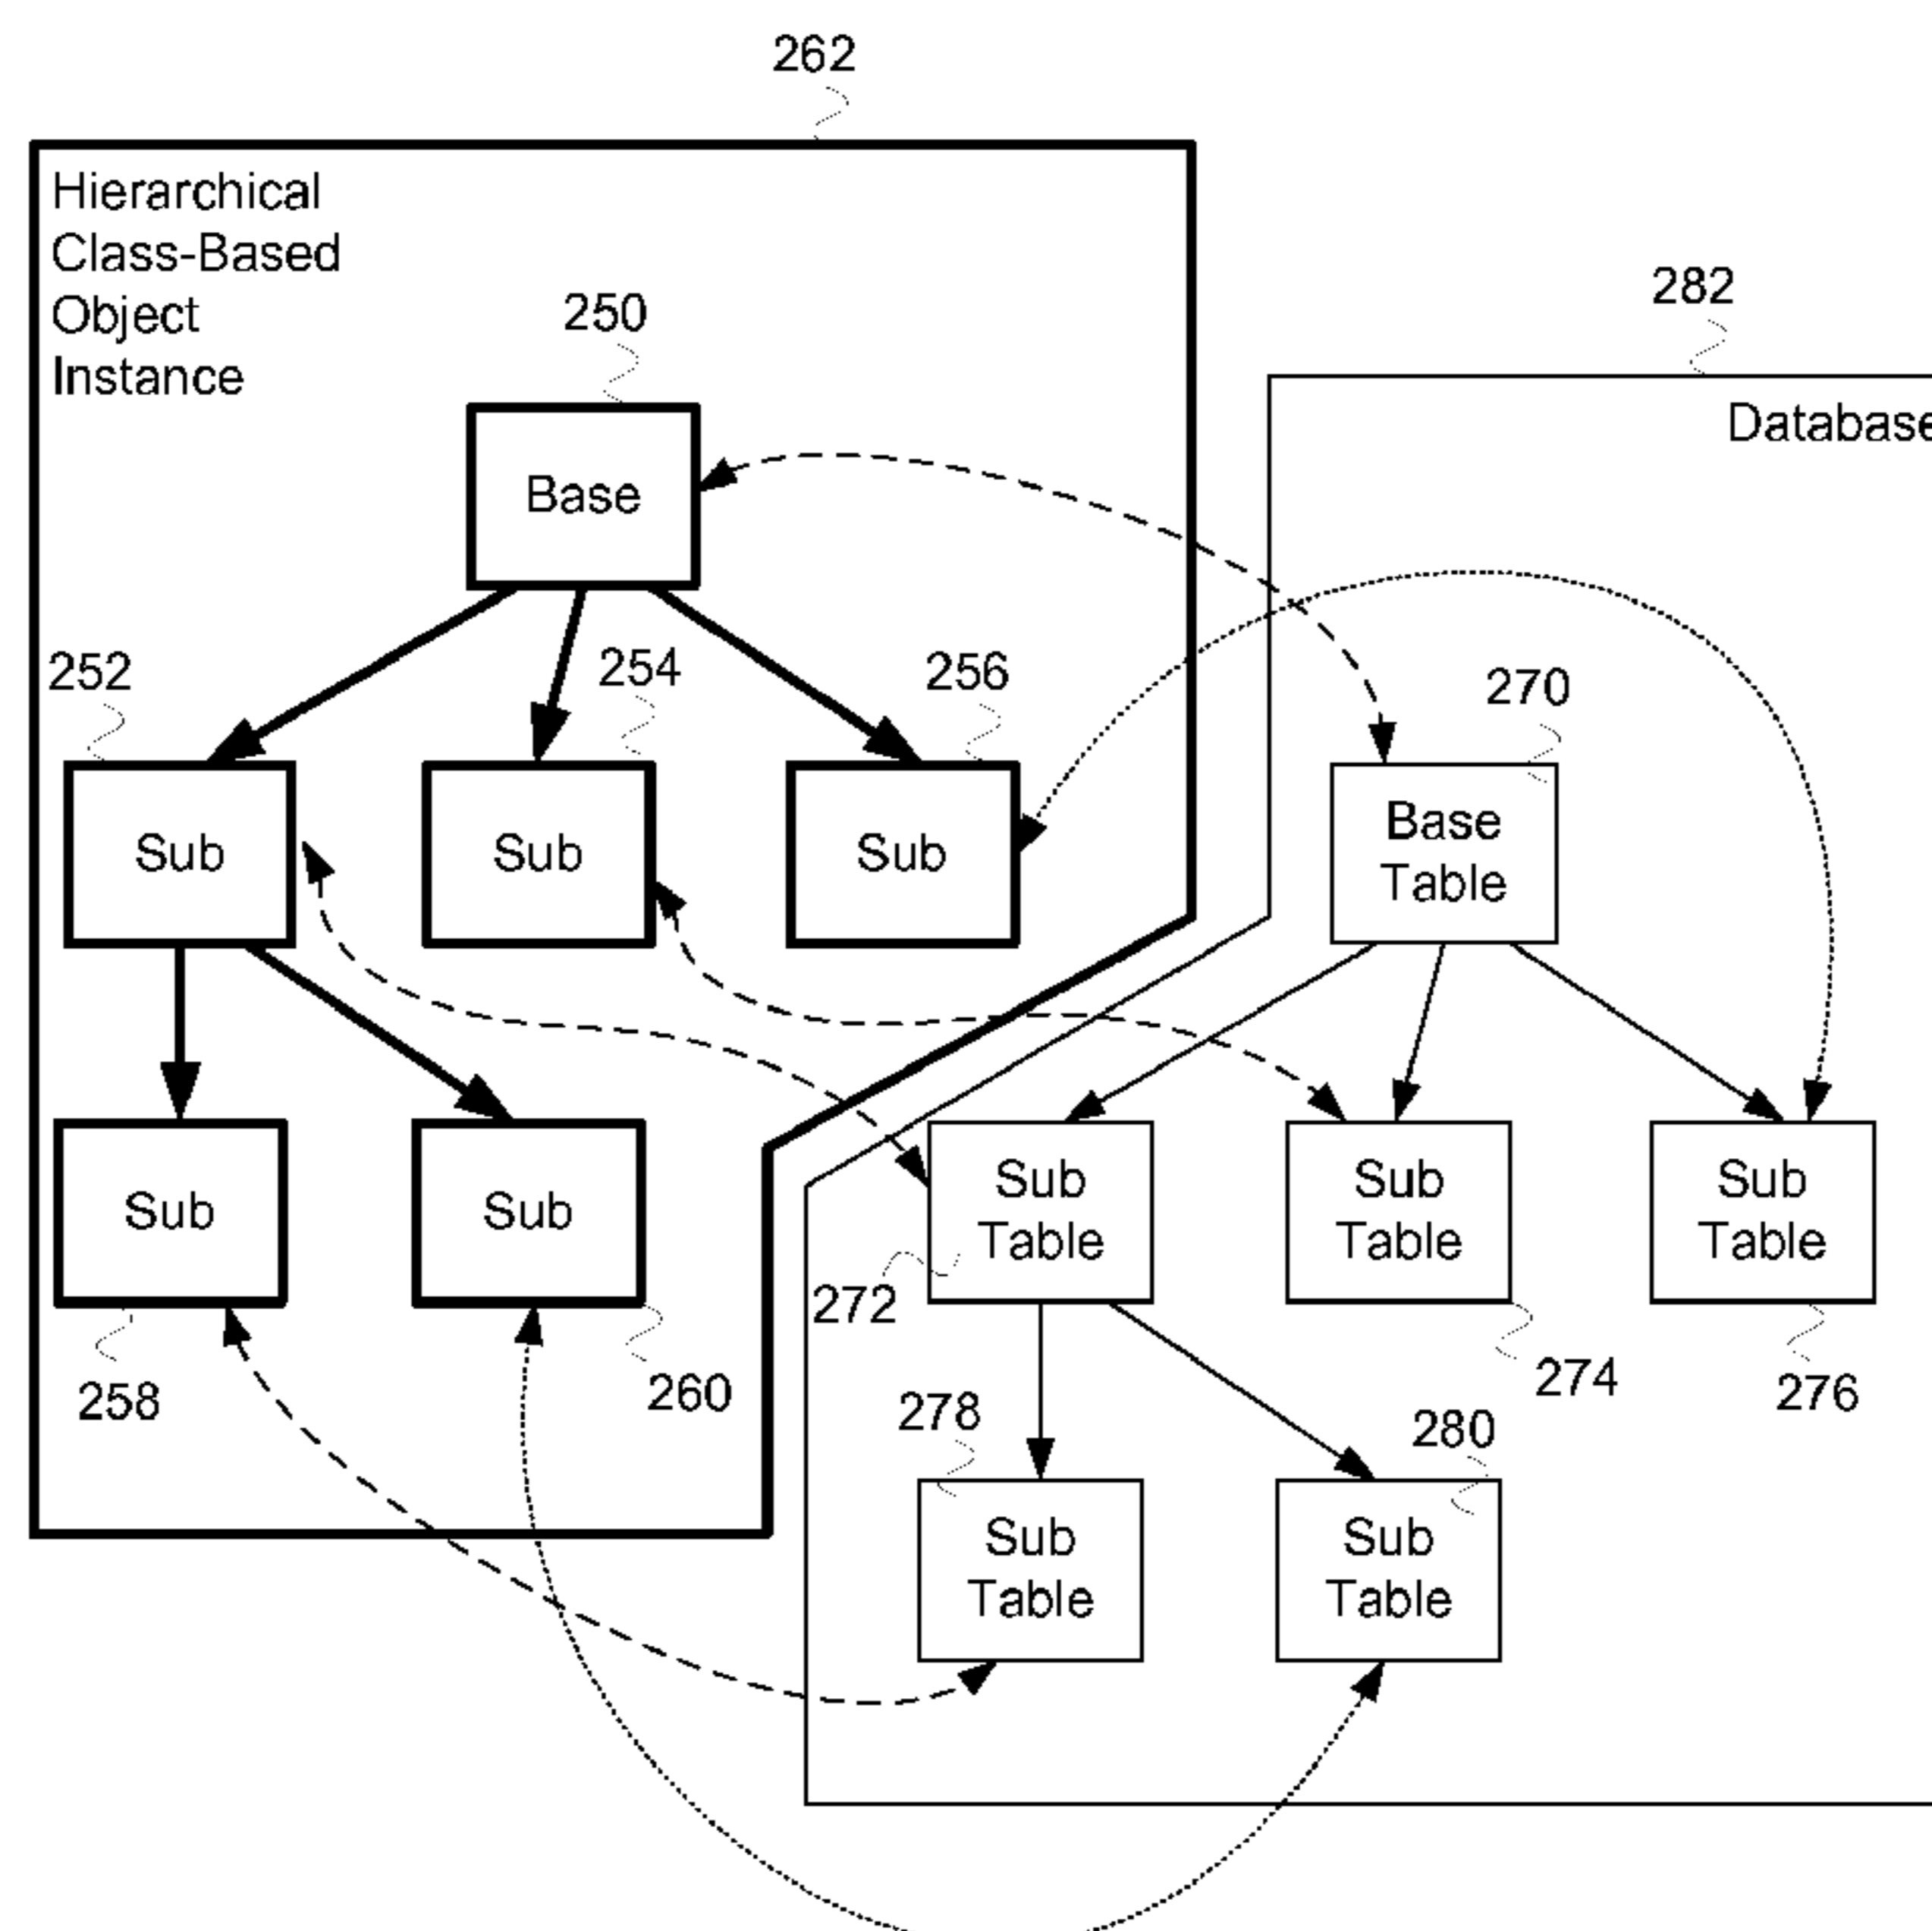 262
Hierarchical
Class-Based
Object
Instance
282
Database
250
Base
252
254
256
270
Sub
Sub
Sub
Base
Table
Sub
Sub
Sub
Table
Sub
Table
Sub
Table
272
258
260
274
276
278
280
Sub
Table
Sub
Table